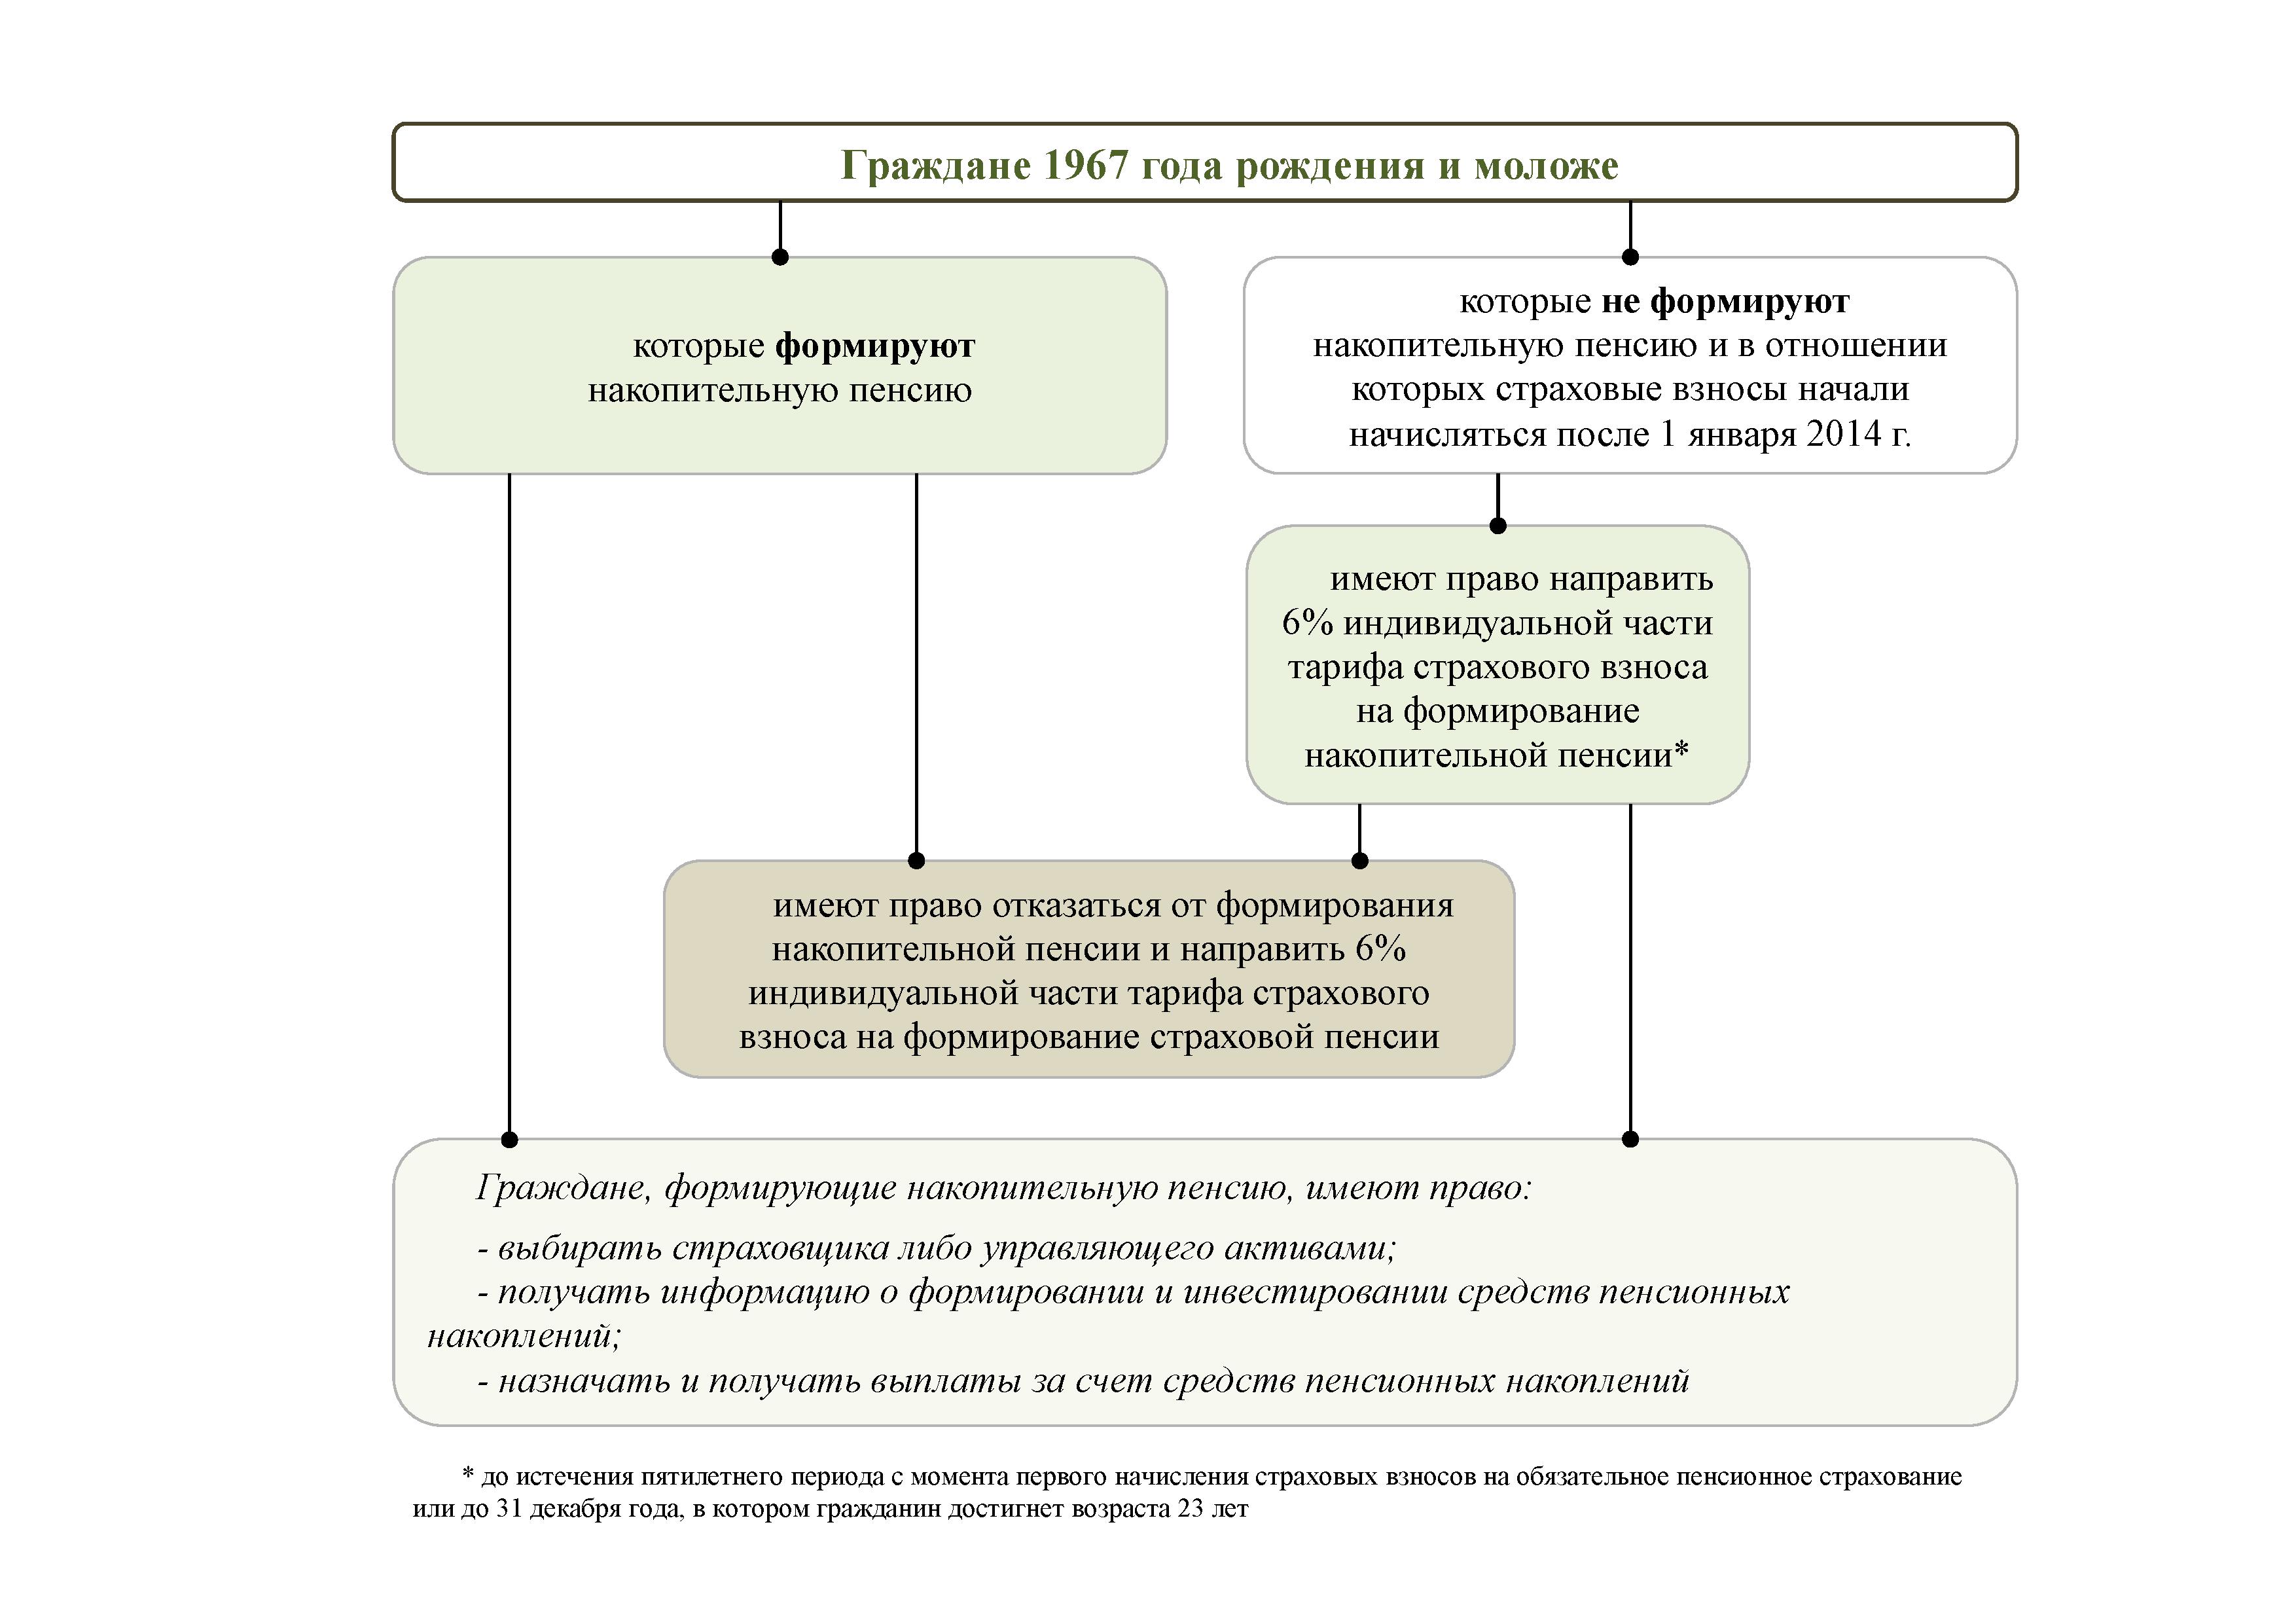 Граждане 1967 года рождения и моложе
которые формируют
накопительную пенсию
которые не формируют
накопительную пенсию и в отношении
которых страховые взносы начали
начисляться после 1 января 2014 г.
имеют право направить
6% индивидуальной части
тарифа страхового взноса
на формирование
накопительной пенсии*
имеют право отказаться от формирования
накопительной пенсии и направить 6%
индивидуальной части тарифа страхового
взноса на формирование страховой пенсии
Граждане, формирующие накопительную пенсию, имеют право:
- выбирать страховщика либо управляющего активами;
- получать информацию о формировании и инвестировании средств пенсионных
накоплений;
- назначать и получать выплаты за счет средств пенсионных накоплений
* до истечения пятилетнего периода с момента первого начисления страховых взносов на обязательное пенсионное страхование
или до 31 декабря года, в котором гражданин достигнет возраста 23 лет